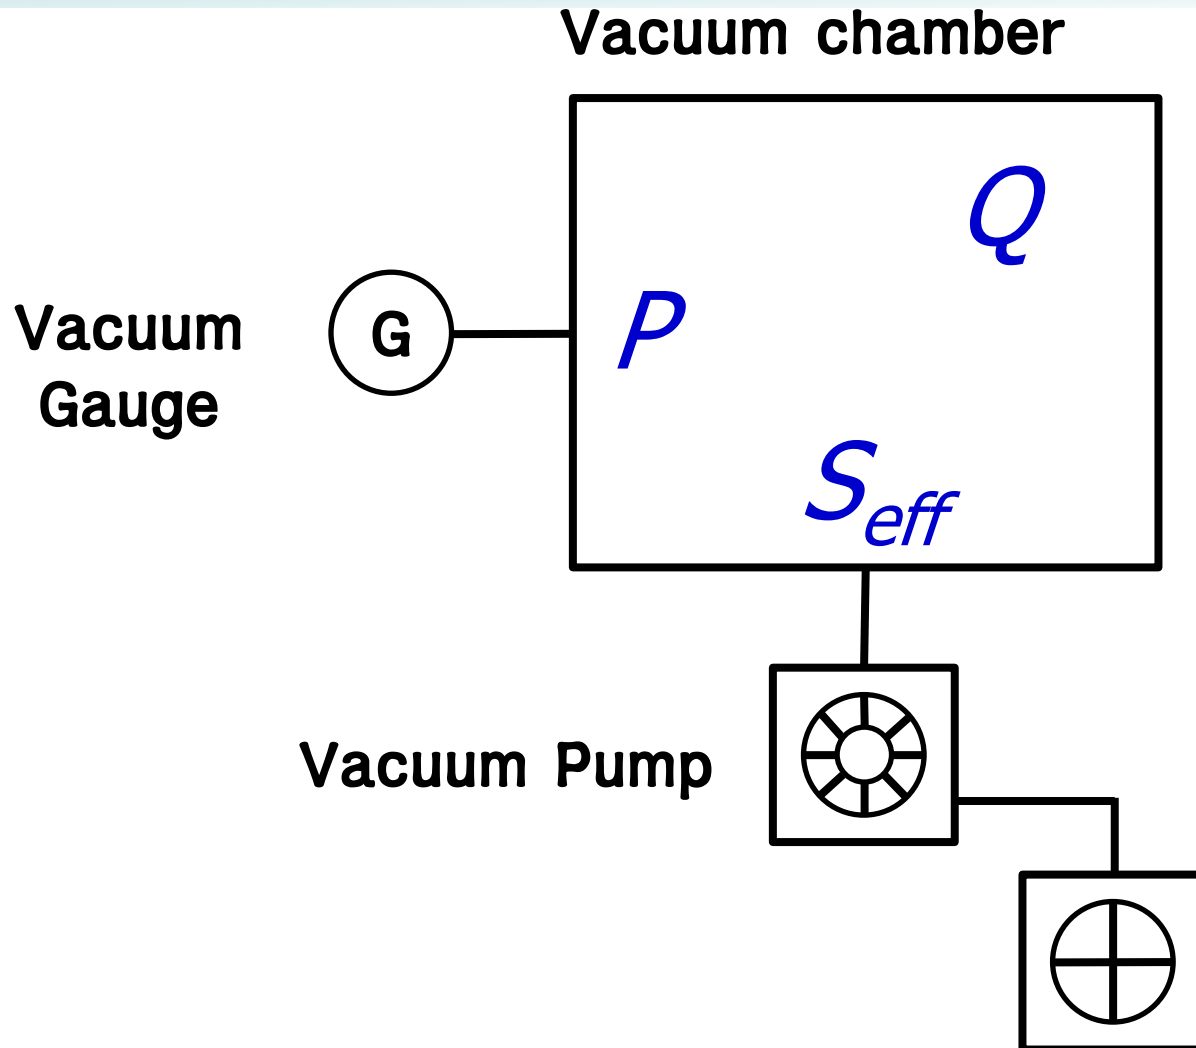 Vacuum chamber
Q
Vacuum
Gauge
G
P
Seff
Vacuum Pump